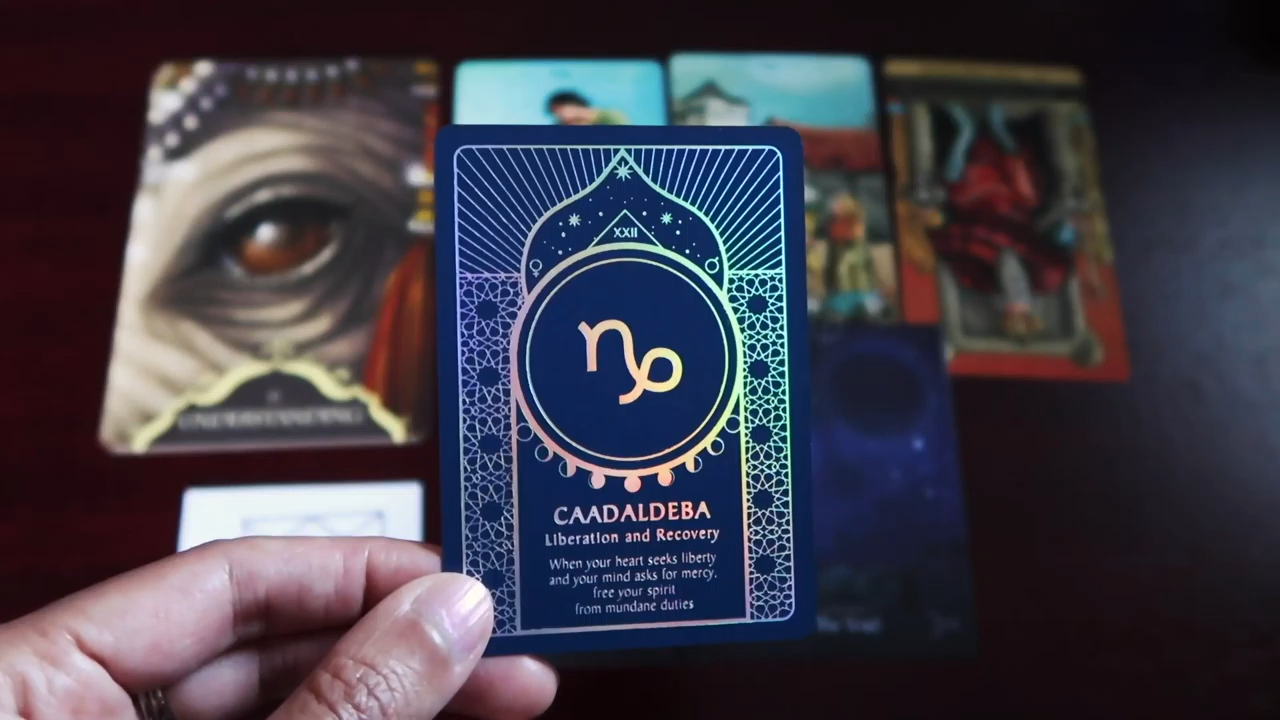 XXII
CAADALDEBA
Liberation and Recovery
When your heart seeks liberty
and your mind asks for mercy,
free your spirit
from mundane duties
UNDERSTANDING